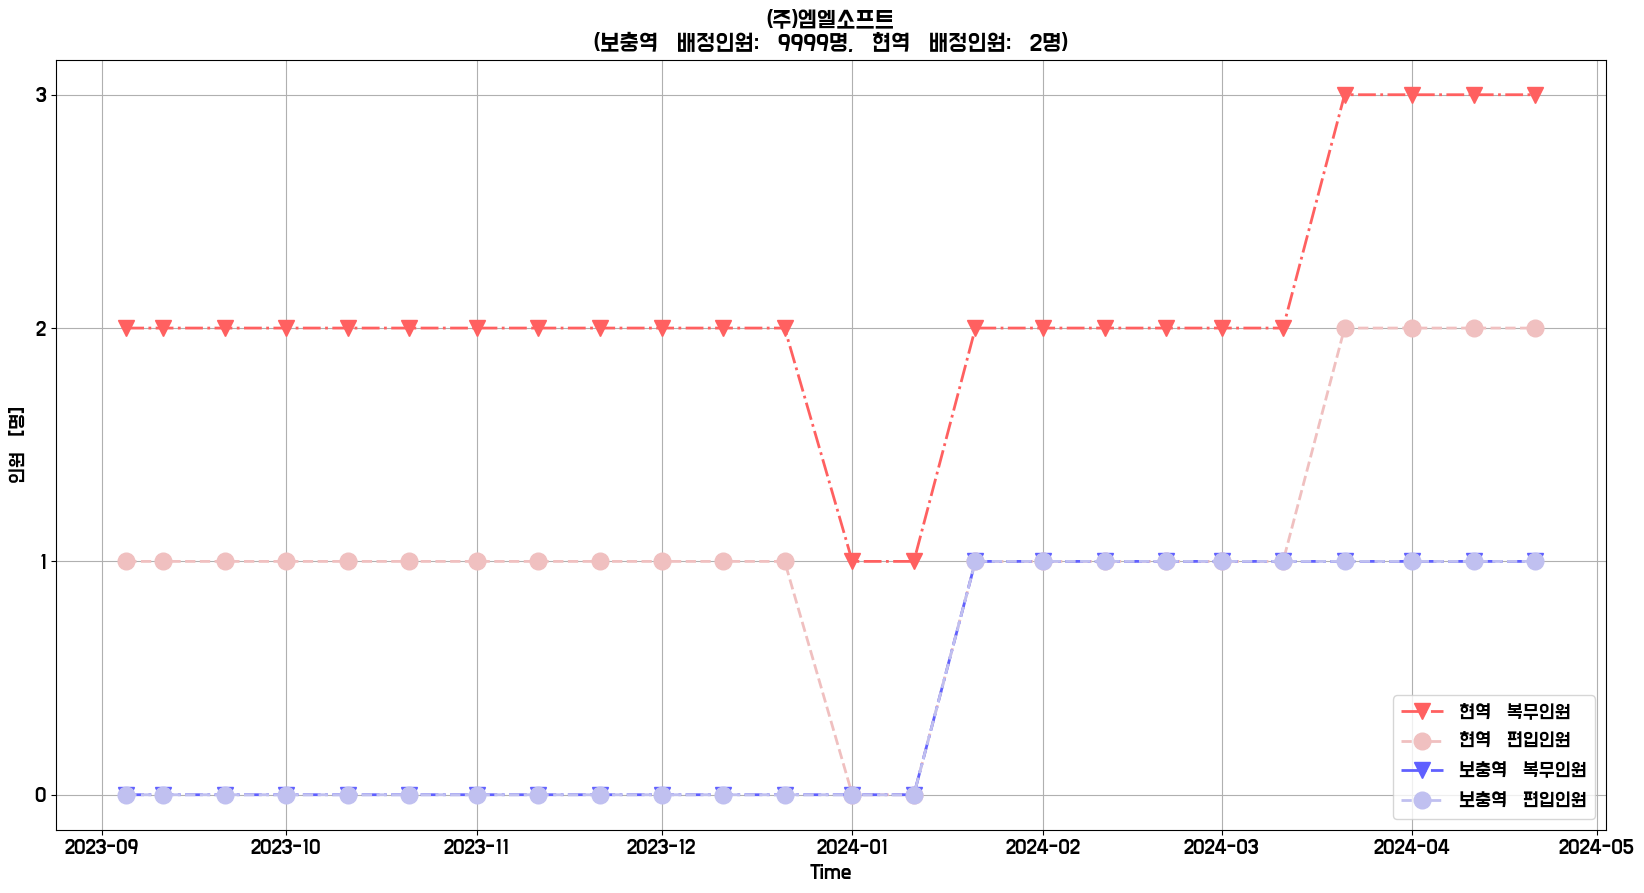 (주)엠엘소프트
(보충역 배정인원: 9999명, 현역 배정인원: 2명)
인원 [명]
3
2
1
0
현역 복무인원
현역 편입인원
보충역 복무인원
보충역 편입인원
2023-09 2023-10 2023-11 2023-12 2024-01 2024-02 2024-03 2024-04 2024-05
Time